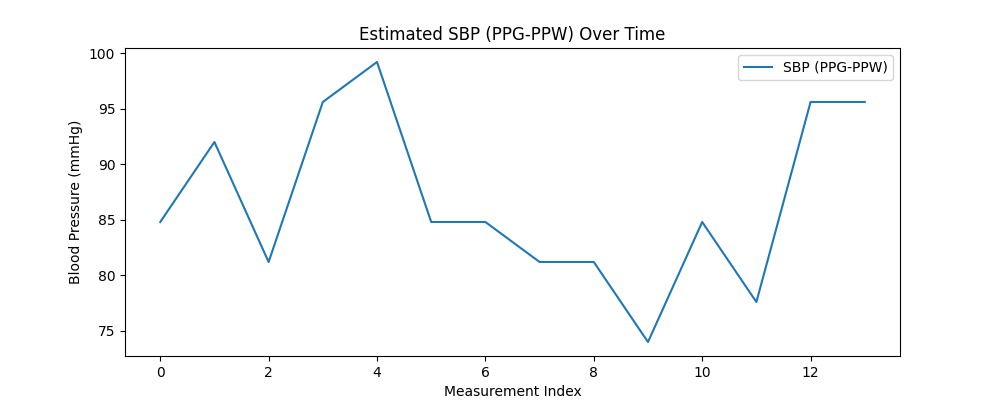 Estimated SBP (PPG-PPW) Over Time
SBP (PPG-PPW)
Blood Pressure (mmHg)
100
95
90
85
80
75
0 2 4 6 8 10 12
Measurement Index